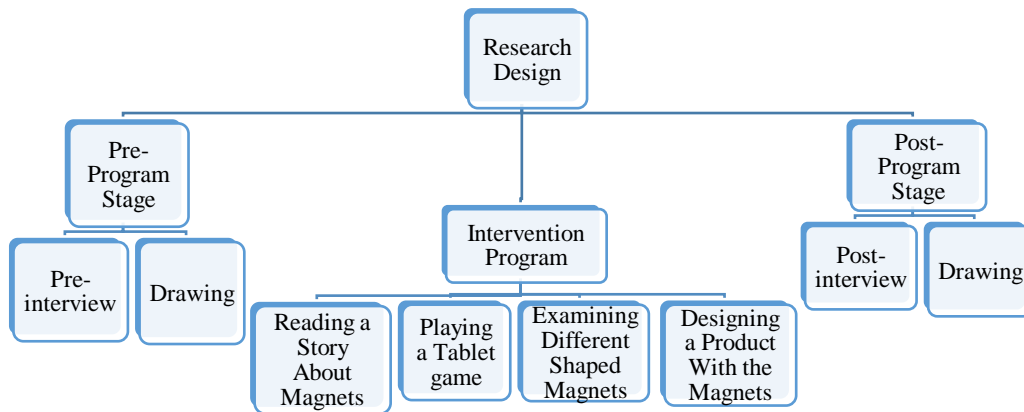 Research
Design
Pre-
Program
Stage
Post-
Program
Stage
Intervention
Program
Pre-
interview
Drawing
Post-
interview
Drawing
Reading a
Story
About
Magnets
Playing
a Tablet
game
Examining
Different
Shaped
Magnets
Designing
a Product
With the
Magnets